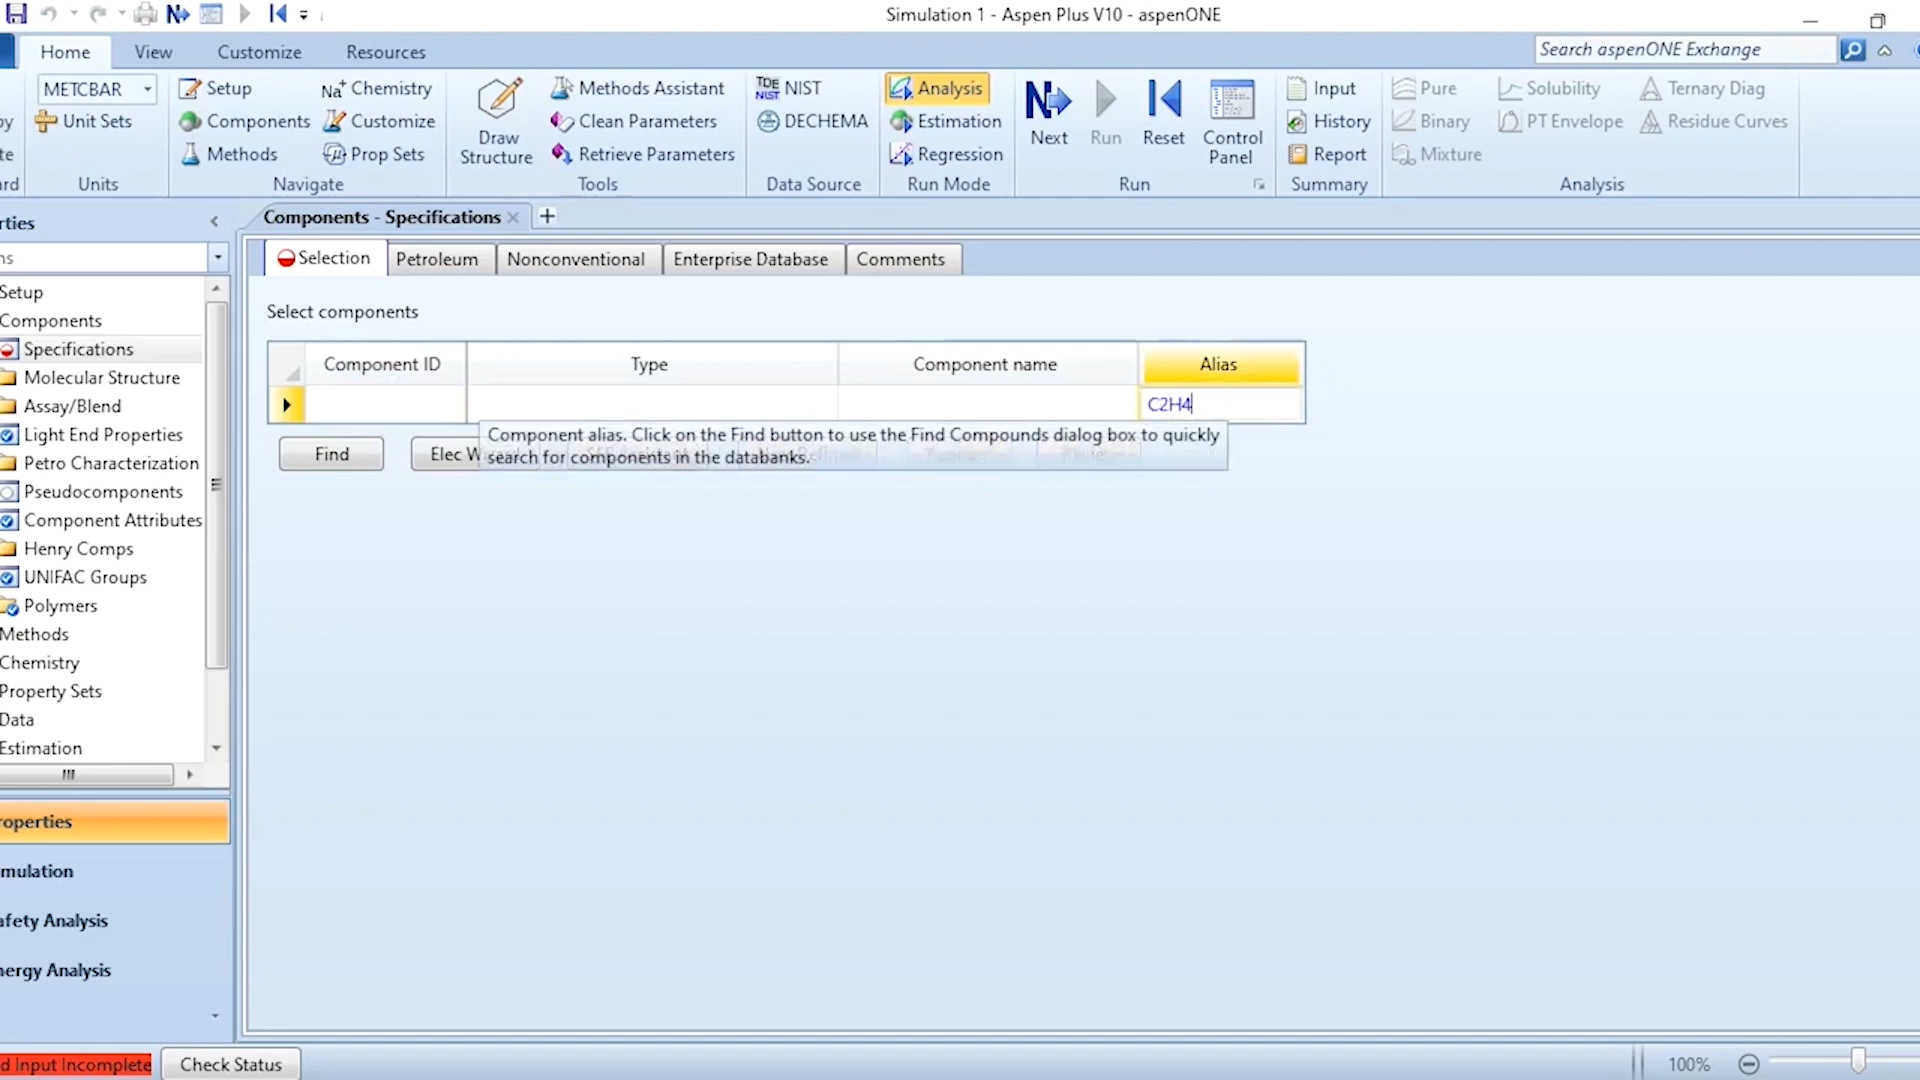 Simulation 1 - Aspen Plus V10 - aspenONE
Home View Customize Resources
Search aspenONE Exchange
METCBAR
Unit Sets
Units
Setup
Components
Methods
Na+ Chemistry
Customize
Prop Sets
Navigate
Draw Structure
Methods Assistant
Clean Parameters
Retrieve Parameters
Tools
TDE NIST NIST
DECHEMA
Data Source
Analysis
Estimation
Regression
Run Mode
Next
Run
Reset
Control Panel
Run
Input
History
Report
Summary
Pure
Binary
Mixture
Solubility
PT Envelope
Ternary Diag
Residue Curves
Analysis
rties
ns
Setup
Components
Specifications
Molecular Structure
Assay/Blend
Light End Properties
Petro Characterization
Pseudocomponents
Component Attributes
Henry Comps
UNIFAC Groups
Polymers
Methods
Chemistry
Property Sets
Data
Estimation
roperties
mulation
afety Analysis
nergy Analysis
Components - Specifications
Selection Petroleum Nonconventional Enterprise Database Comments
Select components
Component ID Type Component name Alias
C2H4
Find
Elec W
Component alias. Click on the Find button to use the Find Compounds dialog box to quickly
search for components in the databanks.
d Input Incomplete
Check Status
100%